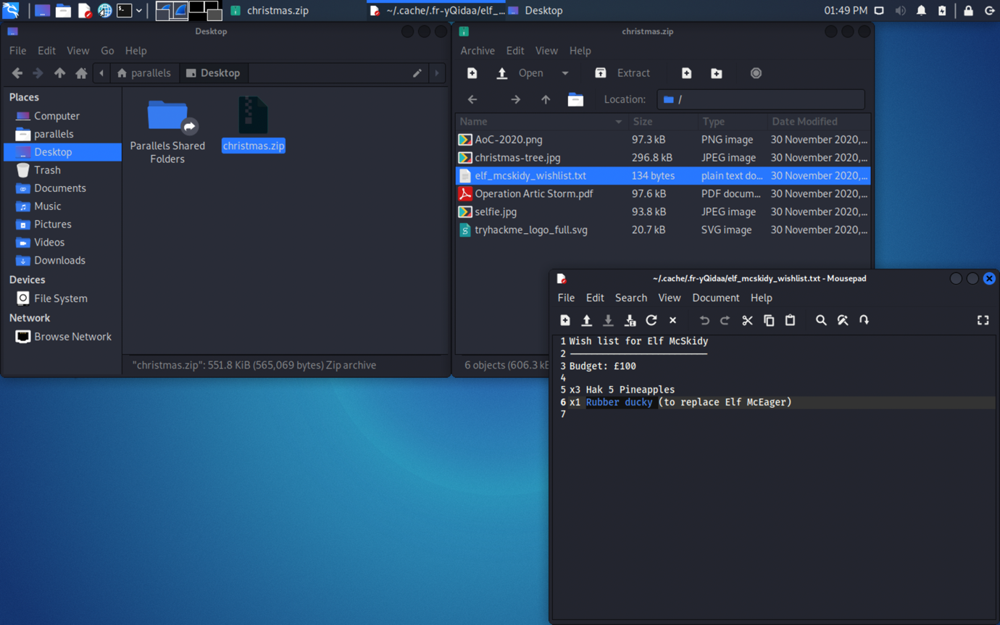 christmas.zip
~/.cache/.fr-yQidaa/elf_...
Desktop
01:49 PM
Desktop
File Edit View Go Help
parallels
Desktop
Places
Computer
parallels
Desktop
Trash
Documents
Music
Pictures
Videos
Downloads
Devices
File System
Network
Browse Network
Parallels Shared
Folders
christmas.zip
"christmas.zip": 551.8 KiB (565,069 bytes) Zip archive
christmas.zip
Archive Edit View Help
Open
Extract
Location: /
Name Size Type Date Modified
AoC-2020.png 97.3 kB PNG image 30 November 2020,...
christmas-tree.jpg 296.8 kB JPEG image 30 November 2020,...
elf_mcskidy_wishlist.txt 134 bytes plain text do... 30 November 2020,...
Operation Artic Storm.pdf 97.6 kB PDF docum... 30 November 2020,...
selfie.jpg 93.8 kB JPEG image 30 November 2020,...
tryhackme_logo_full.svg 20.7 kB SVG image 30 November 2020,...
6 objects (606.3 kB
~/.cache/.fr-yQidaa/elf_mcskidy_wishlist.txt - Mousepad
File Edit Search View Document Help
1 Wish list for Elf McSkidy
2 -------------------------
3 Budget: £100
4
5 x3 Hak 5 Pineapples
6 x1 Rubber ducky (to replace Elf McEager)
7